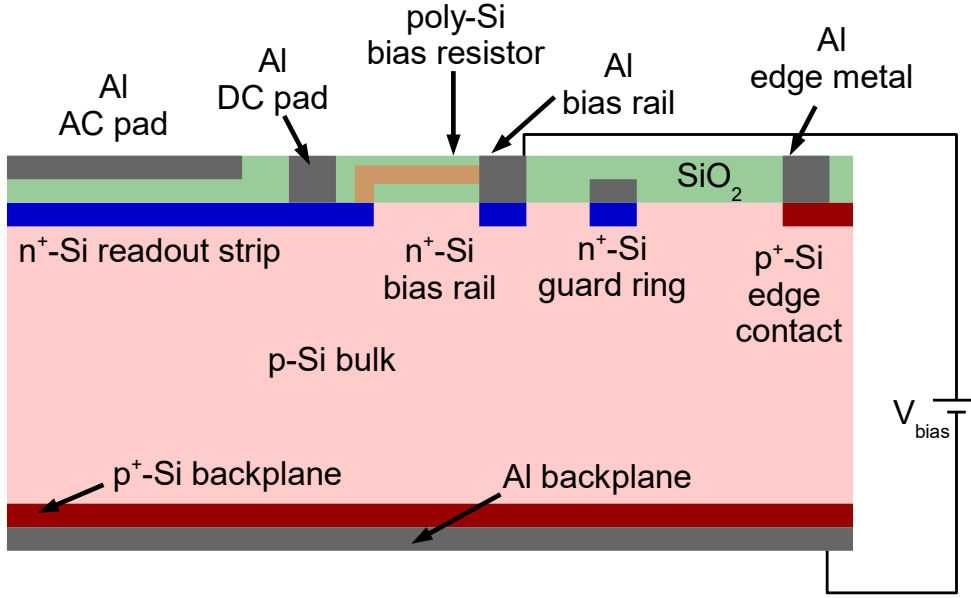 poly-Si
bias resistor
Al
DC pad
Al
bias rail
Al
edge metal
Al
AC pad
SiO₂
n⁺-Si readout strip
n⁺-Si
bias rail
n⁺-Si
guard ring
p⁺-Si
edge
contact
p-Si bulk
V_bias
p⁺-Si backplane
Al backplane